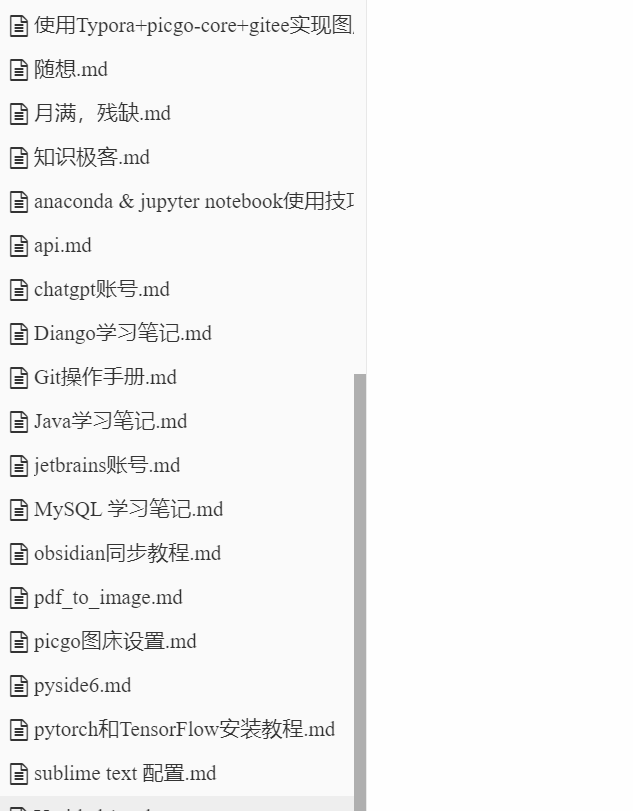 使用Typora+picgo-core+gitee实现图
随想.md
月满，残缺.md
知识极客.md
anaconda & jupyter notebook使用技巧
api.md
chatgpt账号.md
Diango学习笔记.md
Git操作手册.md
Java学习笔记.md
jetbrains账号.md
MySQL 学习笔记.md
obsidian同步教程.md
pdf_to_image.md
picgo图床设置.md
pyside6.md
pytorch和TensorFlow安装教程.md
sublime text 配置.md